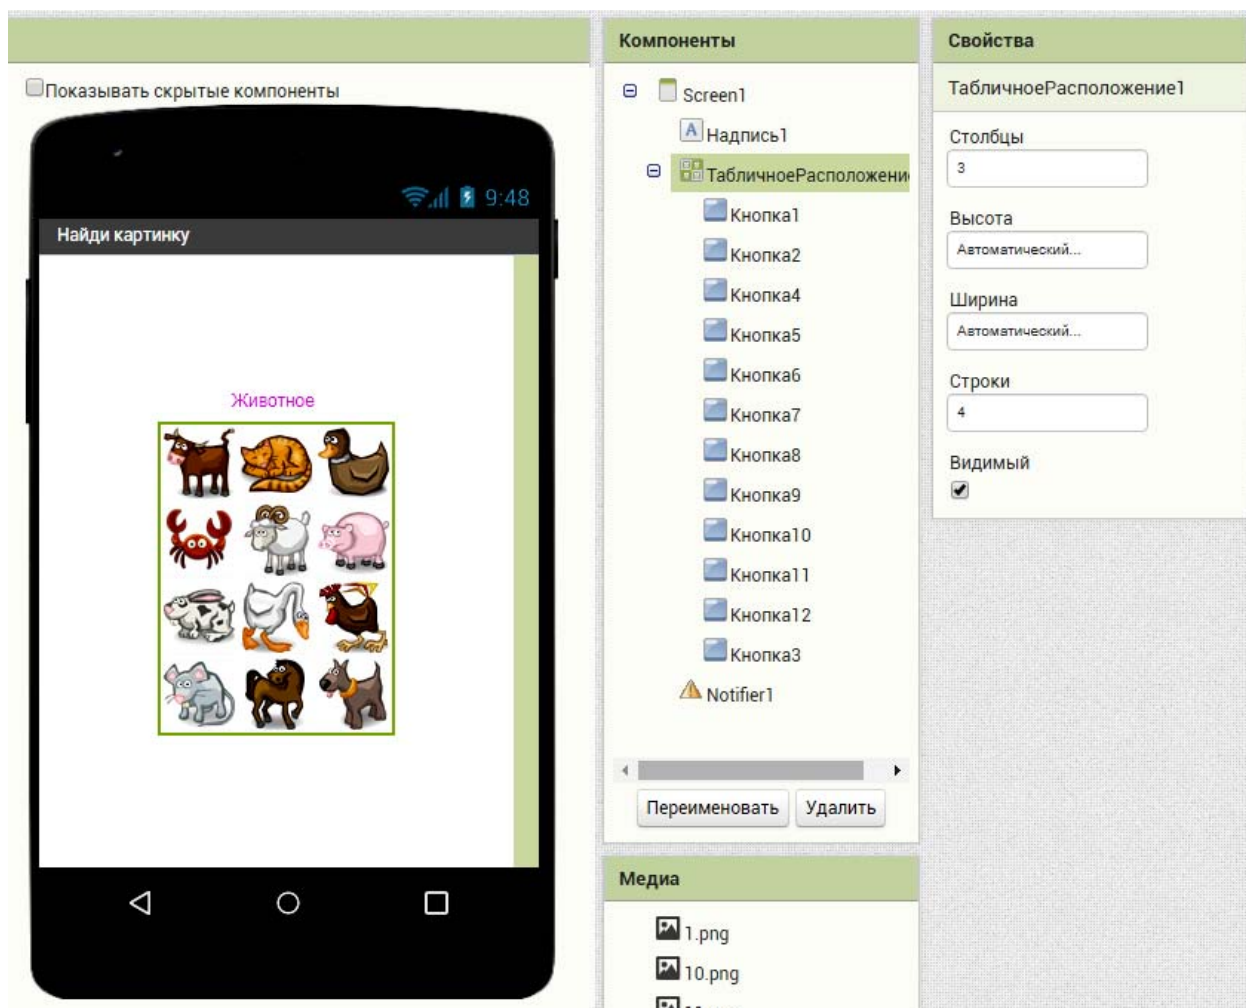 Показывать скрытые компоненты
9:48
Найди картинку
Животное
Компоненты
Screen1
Надпись1
ТабличноеРасположени
Кнопка1
Кнопка2
Кнопка4
Кнопка5
Кнопка6
Кнопка7
Кнопка8
Кнопка9
Кнопка10
Кнопка11
Кнопка12
Кнопка3
Notifier1
Переименовать Удалить
Медиа
1.png
10.png
Свойства
ТабличноеРасположение1
Столбцы
3
Высота
Автоматический...
Ширина
Автоматический...
Строки
4
Видимый